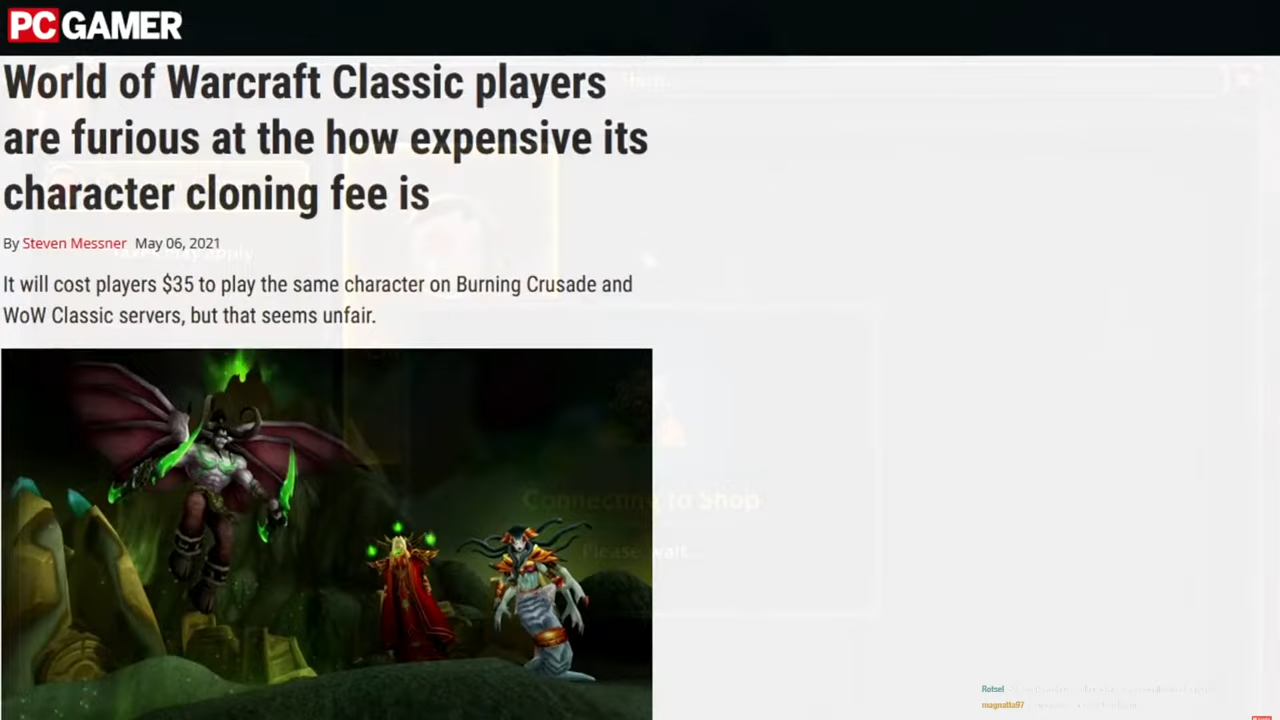 PC GAMER
World of Warcraft Classic players
are furious at the how expensive its
character cloning fee is
By Steven Messner May 06, 2021
It will cost players $35 to play the same character on Burning Crusade and
WoW Classic servers, but that seems unfair.
Connecting to Shop
Please wait...
Rotsel
magnatta97